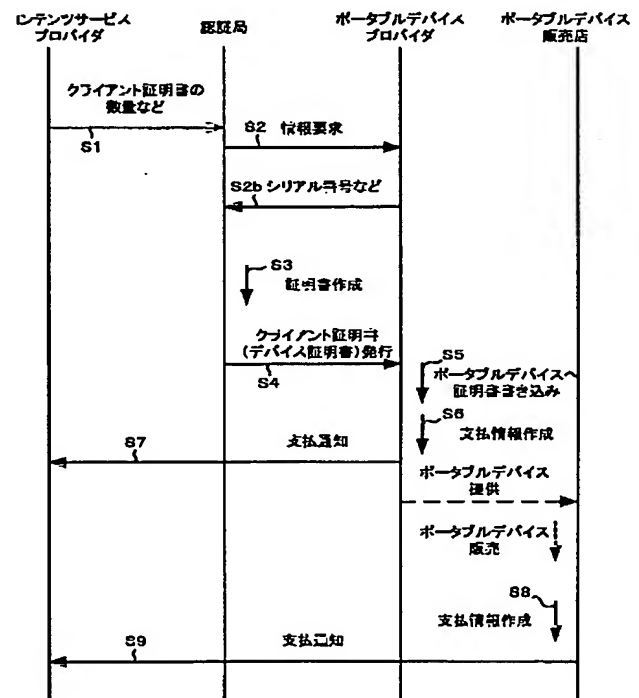 コンテンツサービス
プロバイダ
認証局
ポータブルデバイス
プロバイダ
ポータブルデバイス
販売店
クライアント証明書の
数量など
S1
S2 情報要求
S2b シリアル番号など
S3
証明書作成
クライアント証明書
(デバイス証明書)発行
S4
S5
ポータブルデバイスへ
証明書書き込み
S6
支払情報作成
S7
支払通知
ポータブルデバイス
提供
ポータブルデバイス
販売
S8
支払情報作成
S9
支払通知